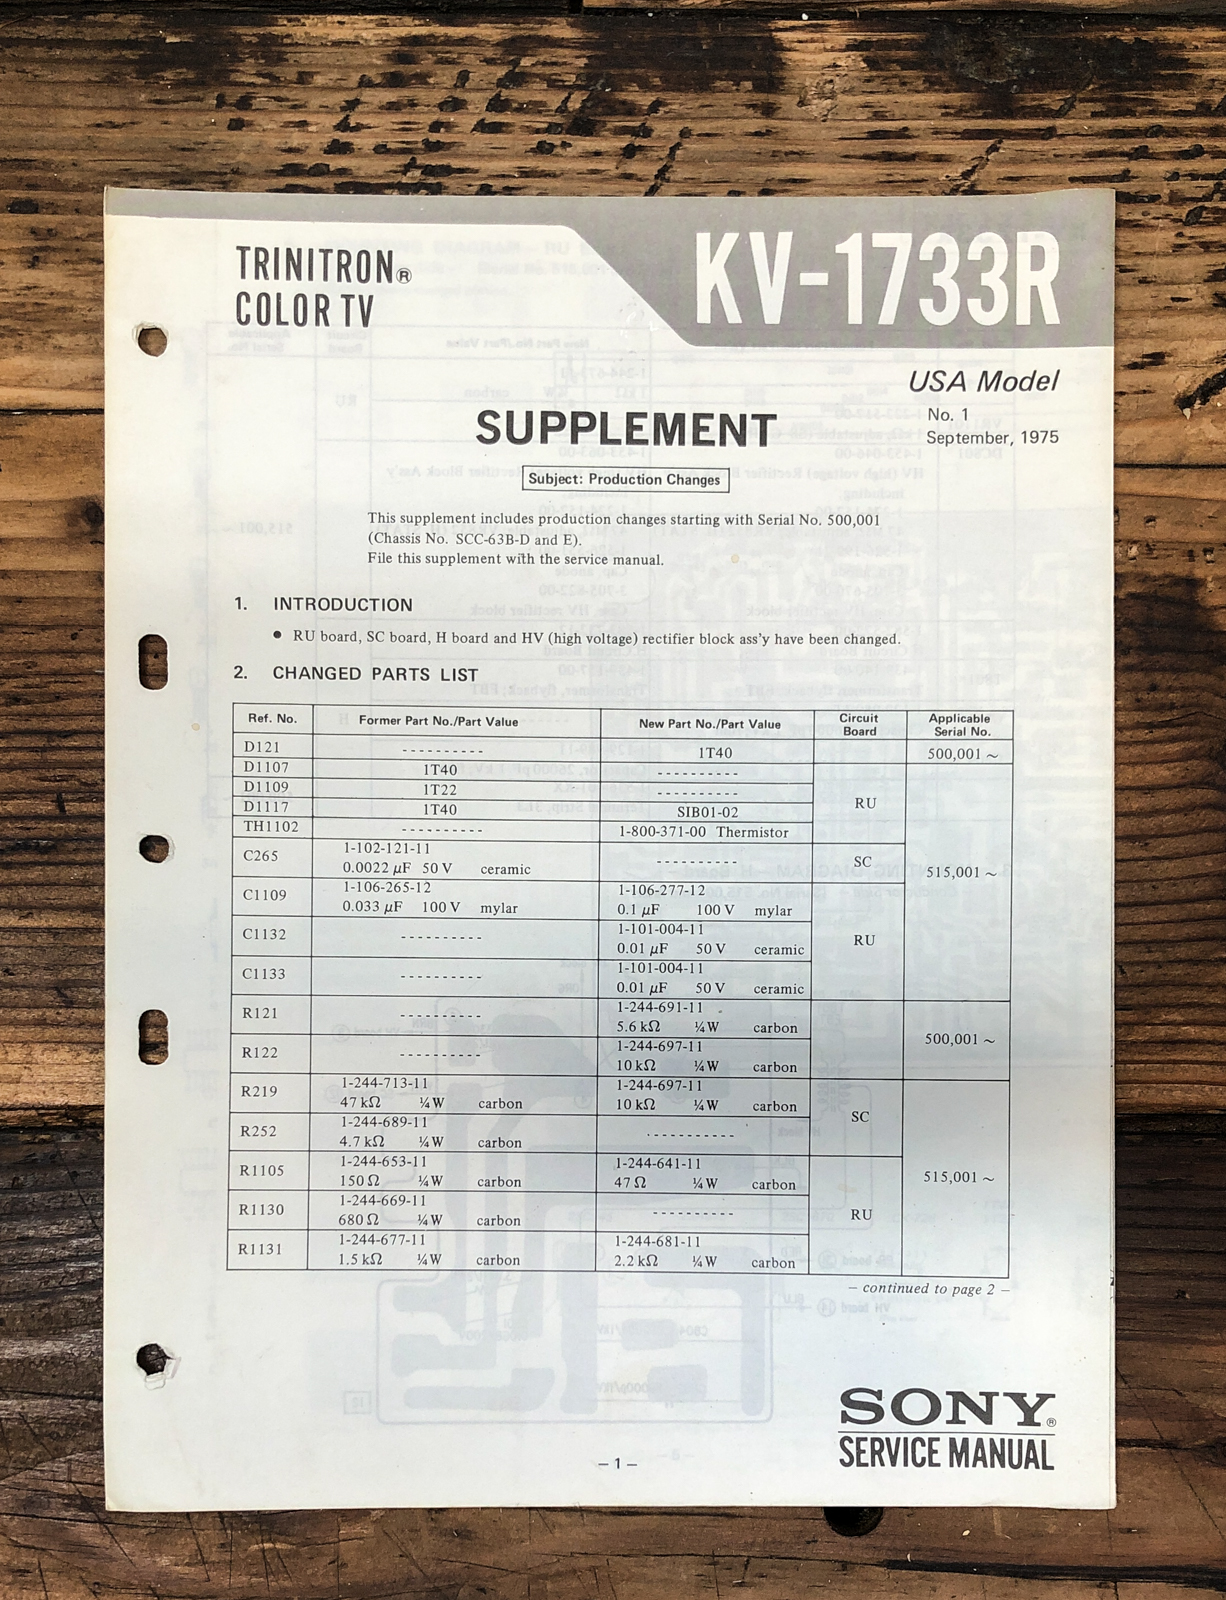 TRINITRON®
COLOR TV
KV-1733R
USA Model
No. 1
September, 1975
SUPPLEMENT
Subject: Production Changes
This supplement includes production changes starting with Serial No. 500,001
(Chassis No. SCC-63B-D and E).
File this supplement with the service manual.
1. INTRODUCTION
● RU board, SC board, H board and HV (high voltage) rectifier block ass'y have been changed.
2. CHANGED PARTS LIST
Ref. No. Former Part No./Part Value New Part No./Part Value Circuit Board Applicable Serial No.
D121 ---------- 1T40 500,001 ~
D1107 1T40 ----------
D1109 1T22 ----------
RU
D1117 1T40 SIB01-02
TH1102 ---------- 1-800-371-00 Thermistor
C265 1-102-121-11
0.0022 μF 50 V ceramic ---------- SC
515,001 ~
C1109 1-106-265-12 1-106-277-12
0.033 μF 100 V mylar 0.1 μF 100 V mylar
C1132 ---------- 1-101-004-11
0.01 μF 50 V ceramic
RU
C1133 ---------- 1-101-004-11
0.01 μF 50 V ceramic
R121 ---------- 1-244-691-11
5.6 kΩ ¼W carbon
500,001 ~
R122 ---------- 1-244-697-11
10 kΩ ¼W carbon
R219 1-244-713-11 1-244-697-11
47 kΩ ¼W carbon 10 kΩ ¼W carbon
SC
R252 1-244-689-11 ----------
4.7 kΩ ¼W carbon
R1105 1-244-653-11 1-244-641-11
150 Ω ¼W carbon 47 Ω ¼W carbon
515,001 ~
R1130 1-244-669-11 ----------
680 Ω ¼W carbon
RU
R1131 1-244-677-11 1-244-681-11
1.5 kΩ ¼W carbon 2.2 kΩ ¼W carbon
– continued to page 2 –
– 1 –
SONY®
SERVICE MANUAL